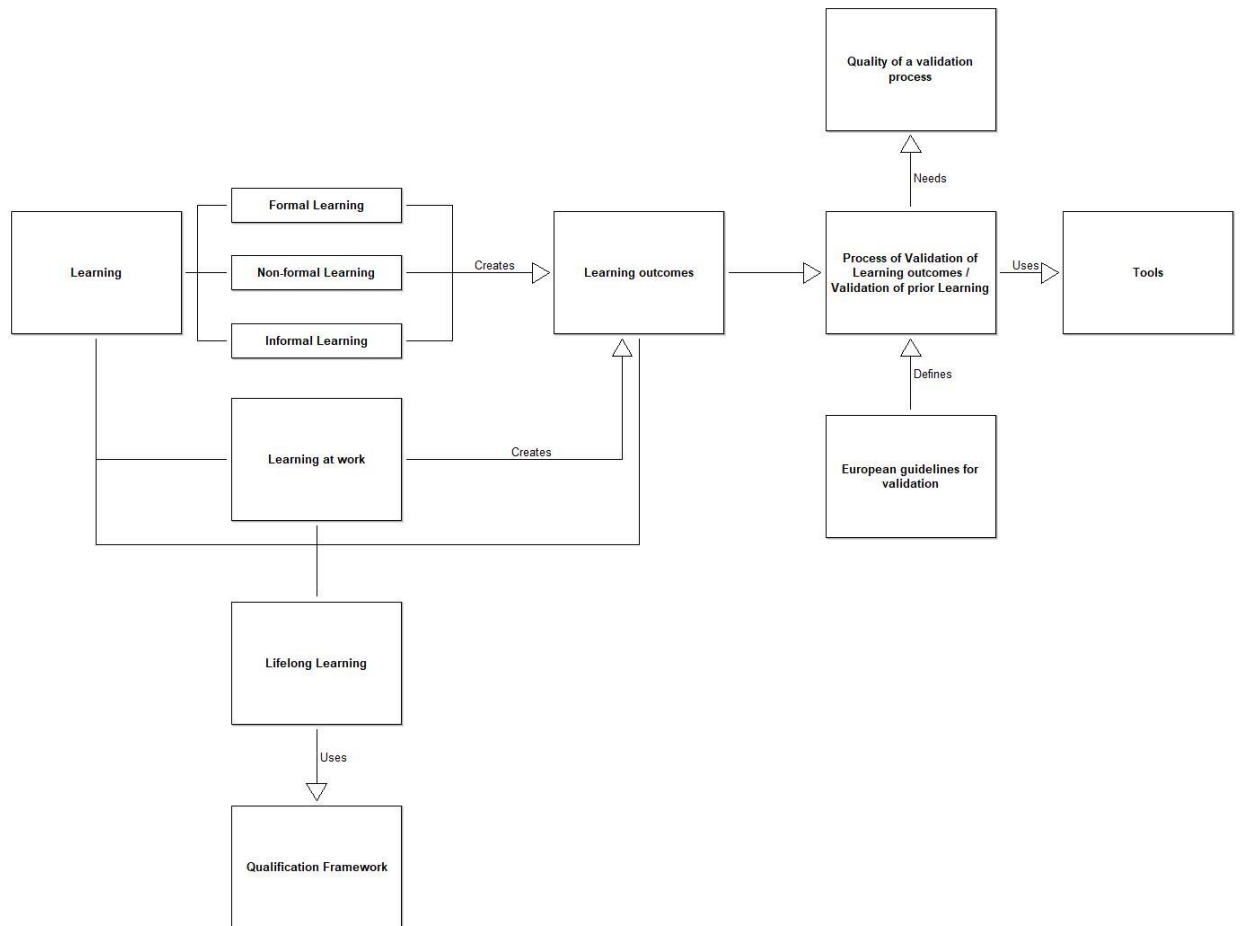 Quality of a validation
process
Needs
Formal Learning
Learning
Non-formal Learning
Informal Learning
Creates
Learning outcomes
Process of Validation of
Learning outcomes /
Validation of prior Learning
Uses
Tools
Defines
Learning at work
Creates
European guidelines for
validation
Lifelong Learning
Uses
Qualification Framework